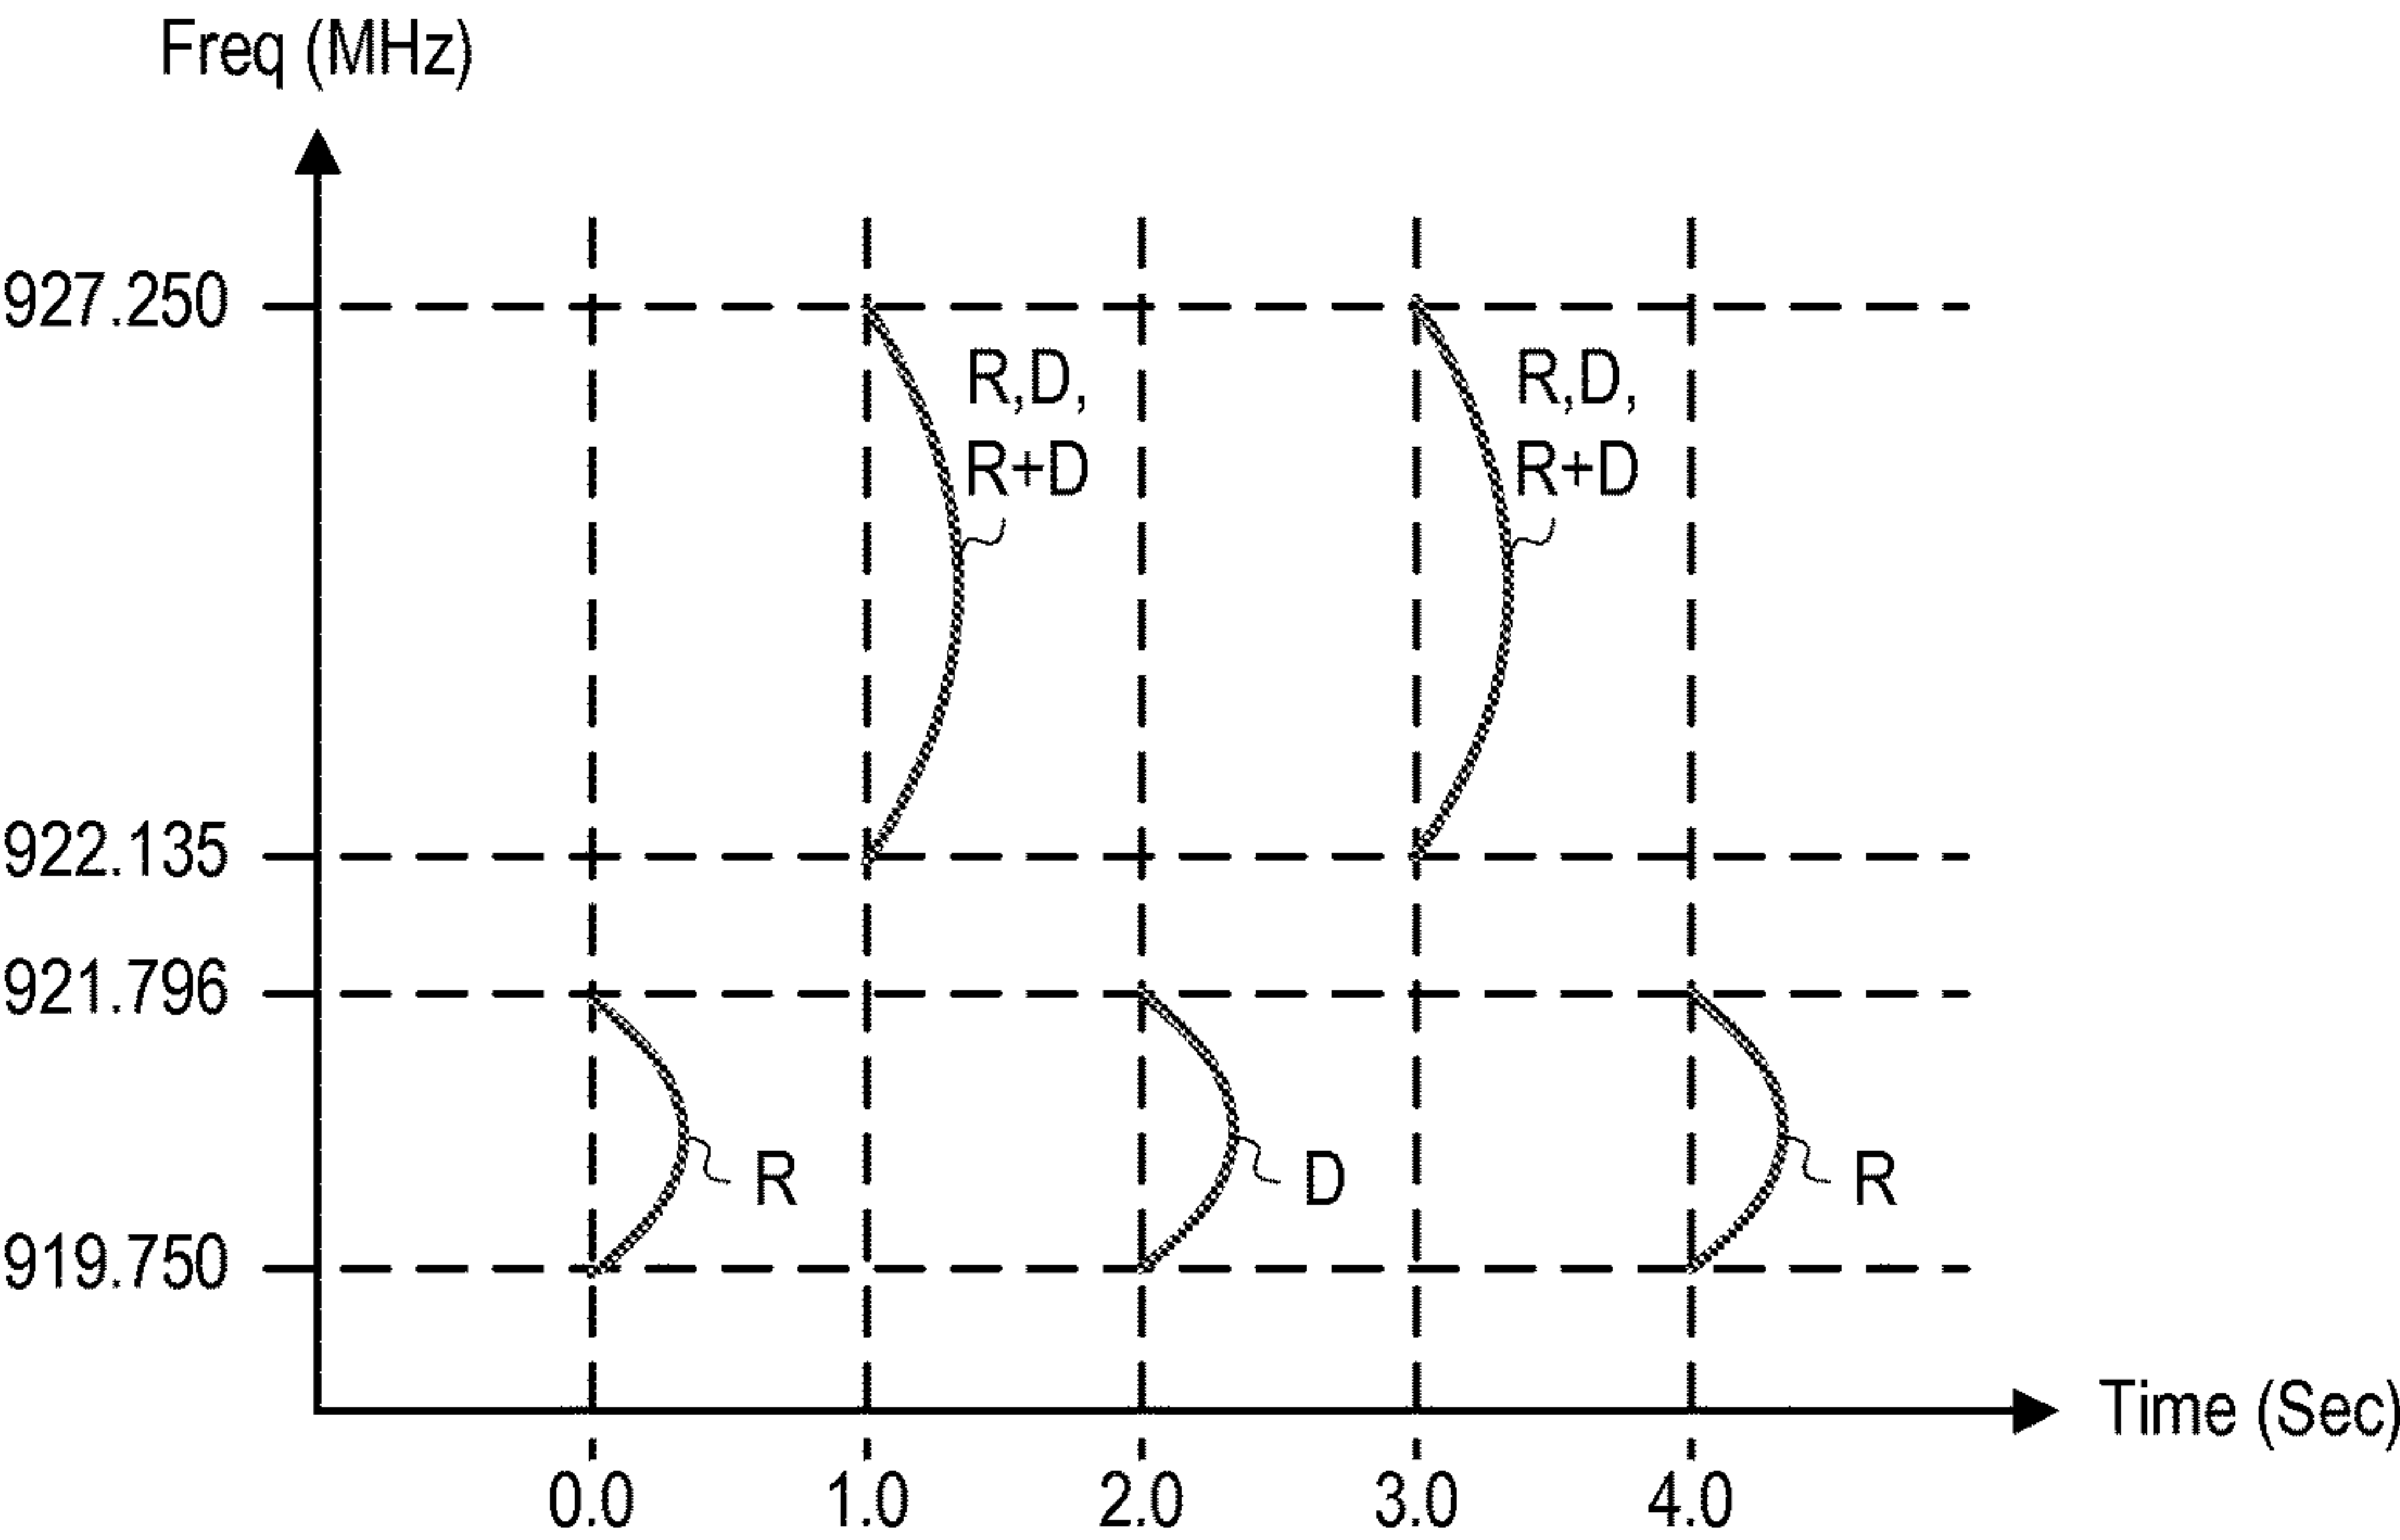 Freq (MHz)
927.250
R,D,
R+D
R,D,
R+D
922.135
921.796
R
D
R
919.750
Time (Sec)
0.0
1.0
2.0
3.0
4.0